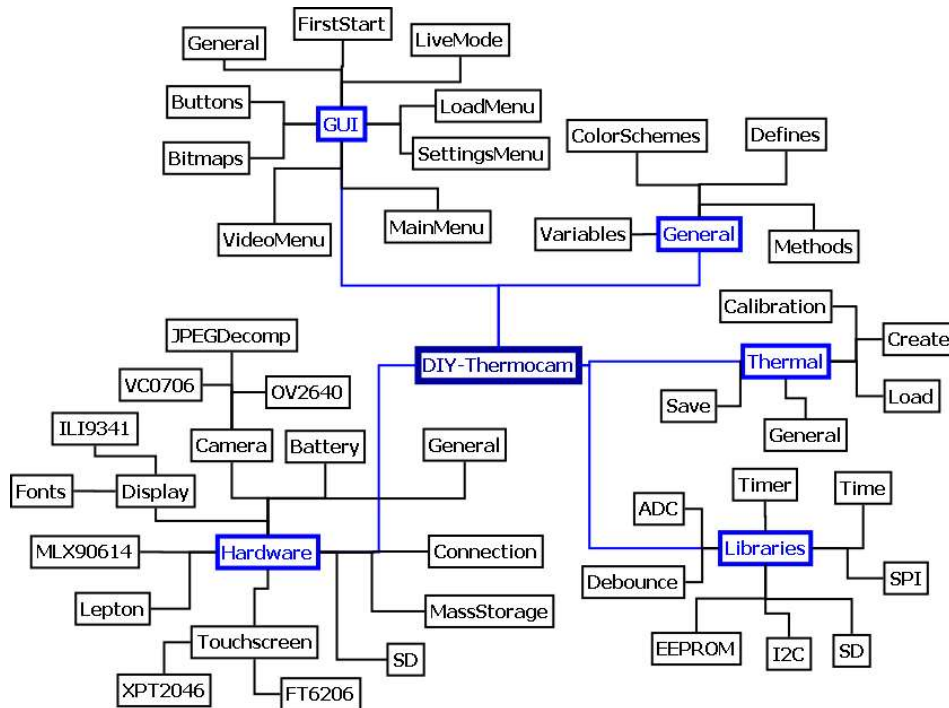 FirstStart
General
LiveMode
Buttons
LoadMenu
GUI
Bitmaps
SettingsMenu
VideoMenu
MainMenu
ColorSchemes
Defines
Variables
General
Methods
DIY-Thermocam
Calibration
Create
Thermal
Save
Load
General
JPEGDecomp
VC0706
OV2640
ILI9341
Camera
Battery
General
Fonts
Display
MLX90614
Hardware
Connection
Lepton
MassStorage
Touchscreen
SD
XPT2046
FT6206
Timer
Time
ADC
Libraries
Debounce
SPI
EEPROM
I2C
SD